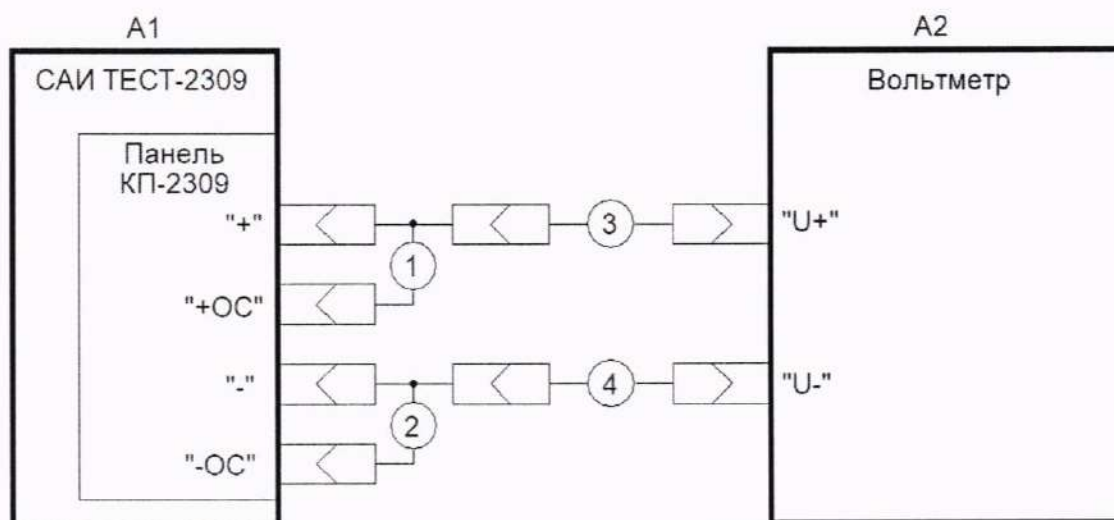 A1
A2
САИ ТЕСТ-2309
Вольтметр
Панель
КП-2309
"+"
3
"U+"
1
"+ОС"
"-"
4
"U-"
2
"-ОС"